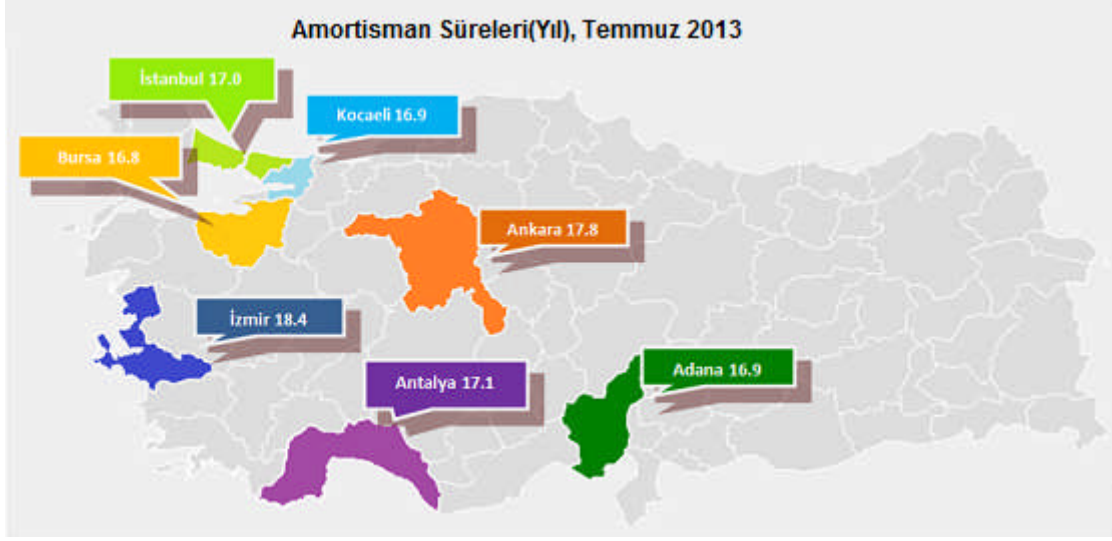 Amortisman Süreleri(Yıl), Temmuz 2013
İstanbul 17.0
Kocaeli 16.9
Bursa 16.8
Ankara 17.8
İzmir 18.4
Antalya 17.1
Adana 16.9